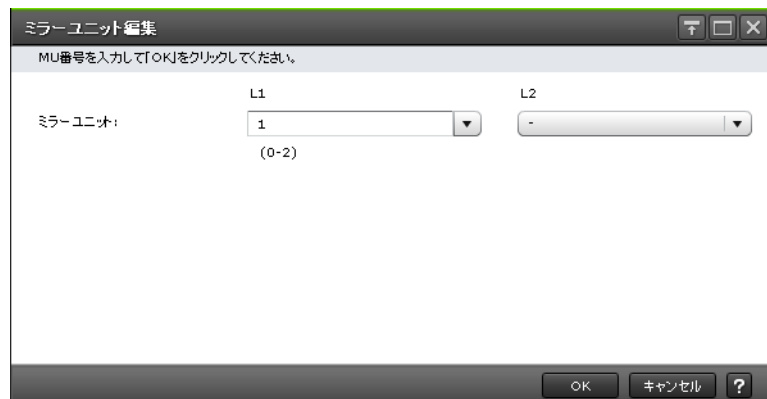 ミラーユニット編集
MU番号を入力して「OK」をクリックしてください。
L1 L2
ミラーユニット: 1 -
(0-2)
OK キャンセル ?